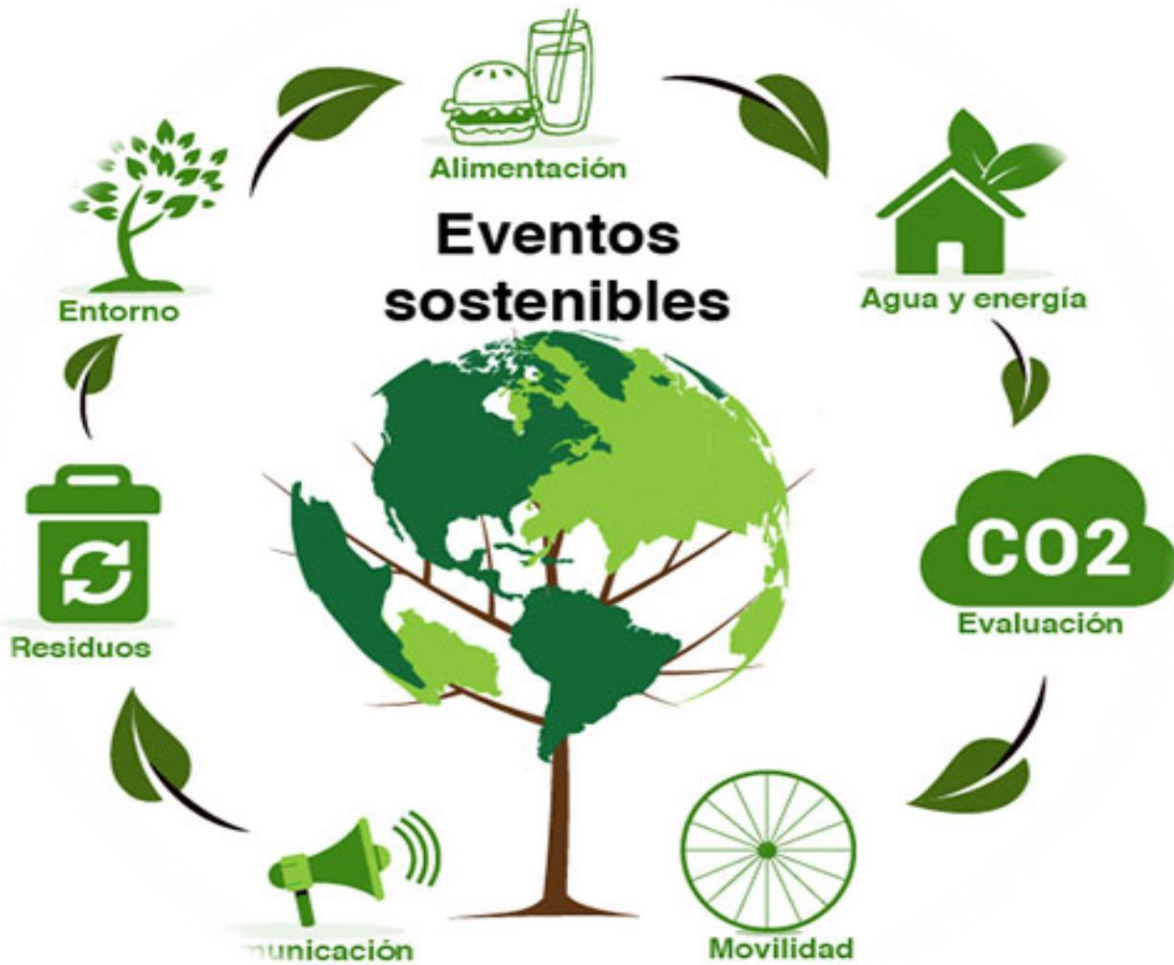 Alimentación
Eventos
sostenibles
Entorno
Agua y energía
CO2
Evaluación
Residuos
Movilidad